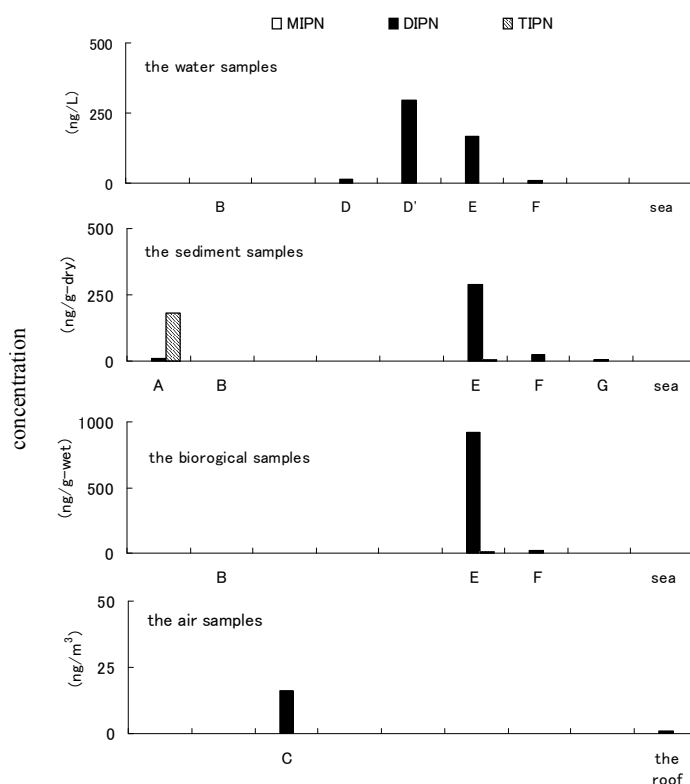 MIPN DIPN TIPN
concentration
500
the water samples
(ng/L)
250
0
B D D' E F sea
500
the sediment samples
(ng/g-dry)
250
0
A B E F G sea
1000
the biorogical samples
(ng/g-wet)
500
0
B E F sea
50
the air samples
(ng/m³)
25
0
C the
roof